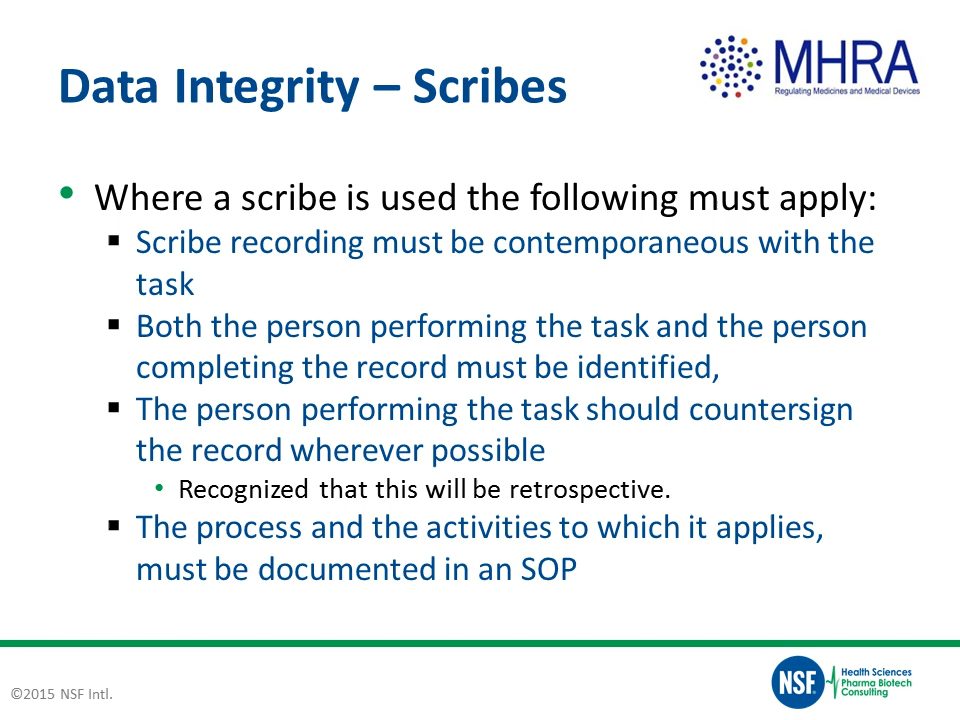 Data Integrity – Scribes
MHRA
Regulating Medicines and Medical Devices
• Where a scribe is used the following must apply:
▪ Scribe recording must be contemporaneous with the
task
▪ Both the person performing the task and the person
completing the record must be identified,
▪ The person performing the task should countersign
the record wherever possible
• Recognized that this will be retrospective.
▪ The process and the activities to which it applies,
must be documented in an SOP
©2015 NSF Intl.
NSF
Health Sciences
Pharma Biotech
Consulting